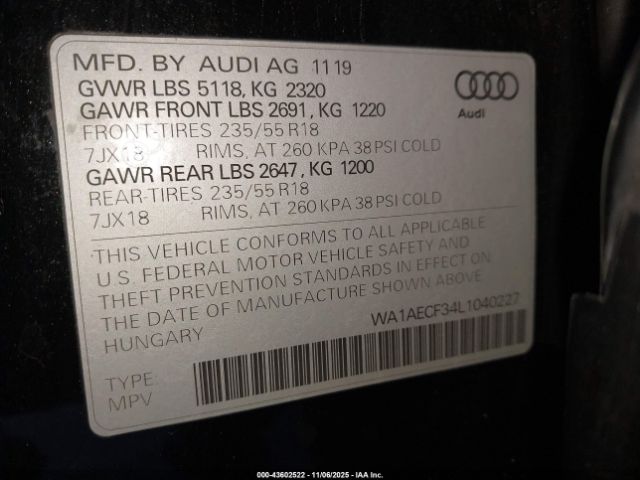 MFD. BY AUDI AG 1119
GVWR LBS 5118, KG 2320
GAWR FRONT LBS 2691, KG 1220
FRONT-TIRES 235/55 R18
7JX18 RIMS, AT 260 KPA 38 PSI COLD
GAWR REAR LBS 2647, KG 1200
REAR-TIRES 235/55 R18
7JX18 RIMS, AT 260 KPA 38 PSI COLD
Audi
THIS VEHICLE CONFORMS TO ALL APPLICABLE
U.S. FEDERAL MOTOR VEHICLE SAFETY AND
THEFT PREVENTION STANDARDS IN EFFECT ON
THE DATE OF MANUFACTURE SHOWN ABOVE.
HUNGARY
WA1AECF34L1040227
TYPE:
MPV
000-43602522 - 11/06/2025 - IAA Inc.